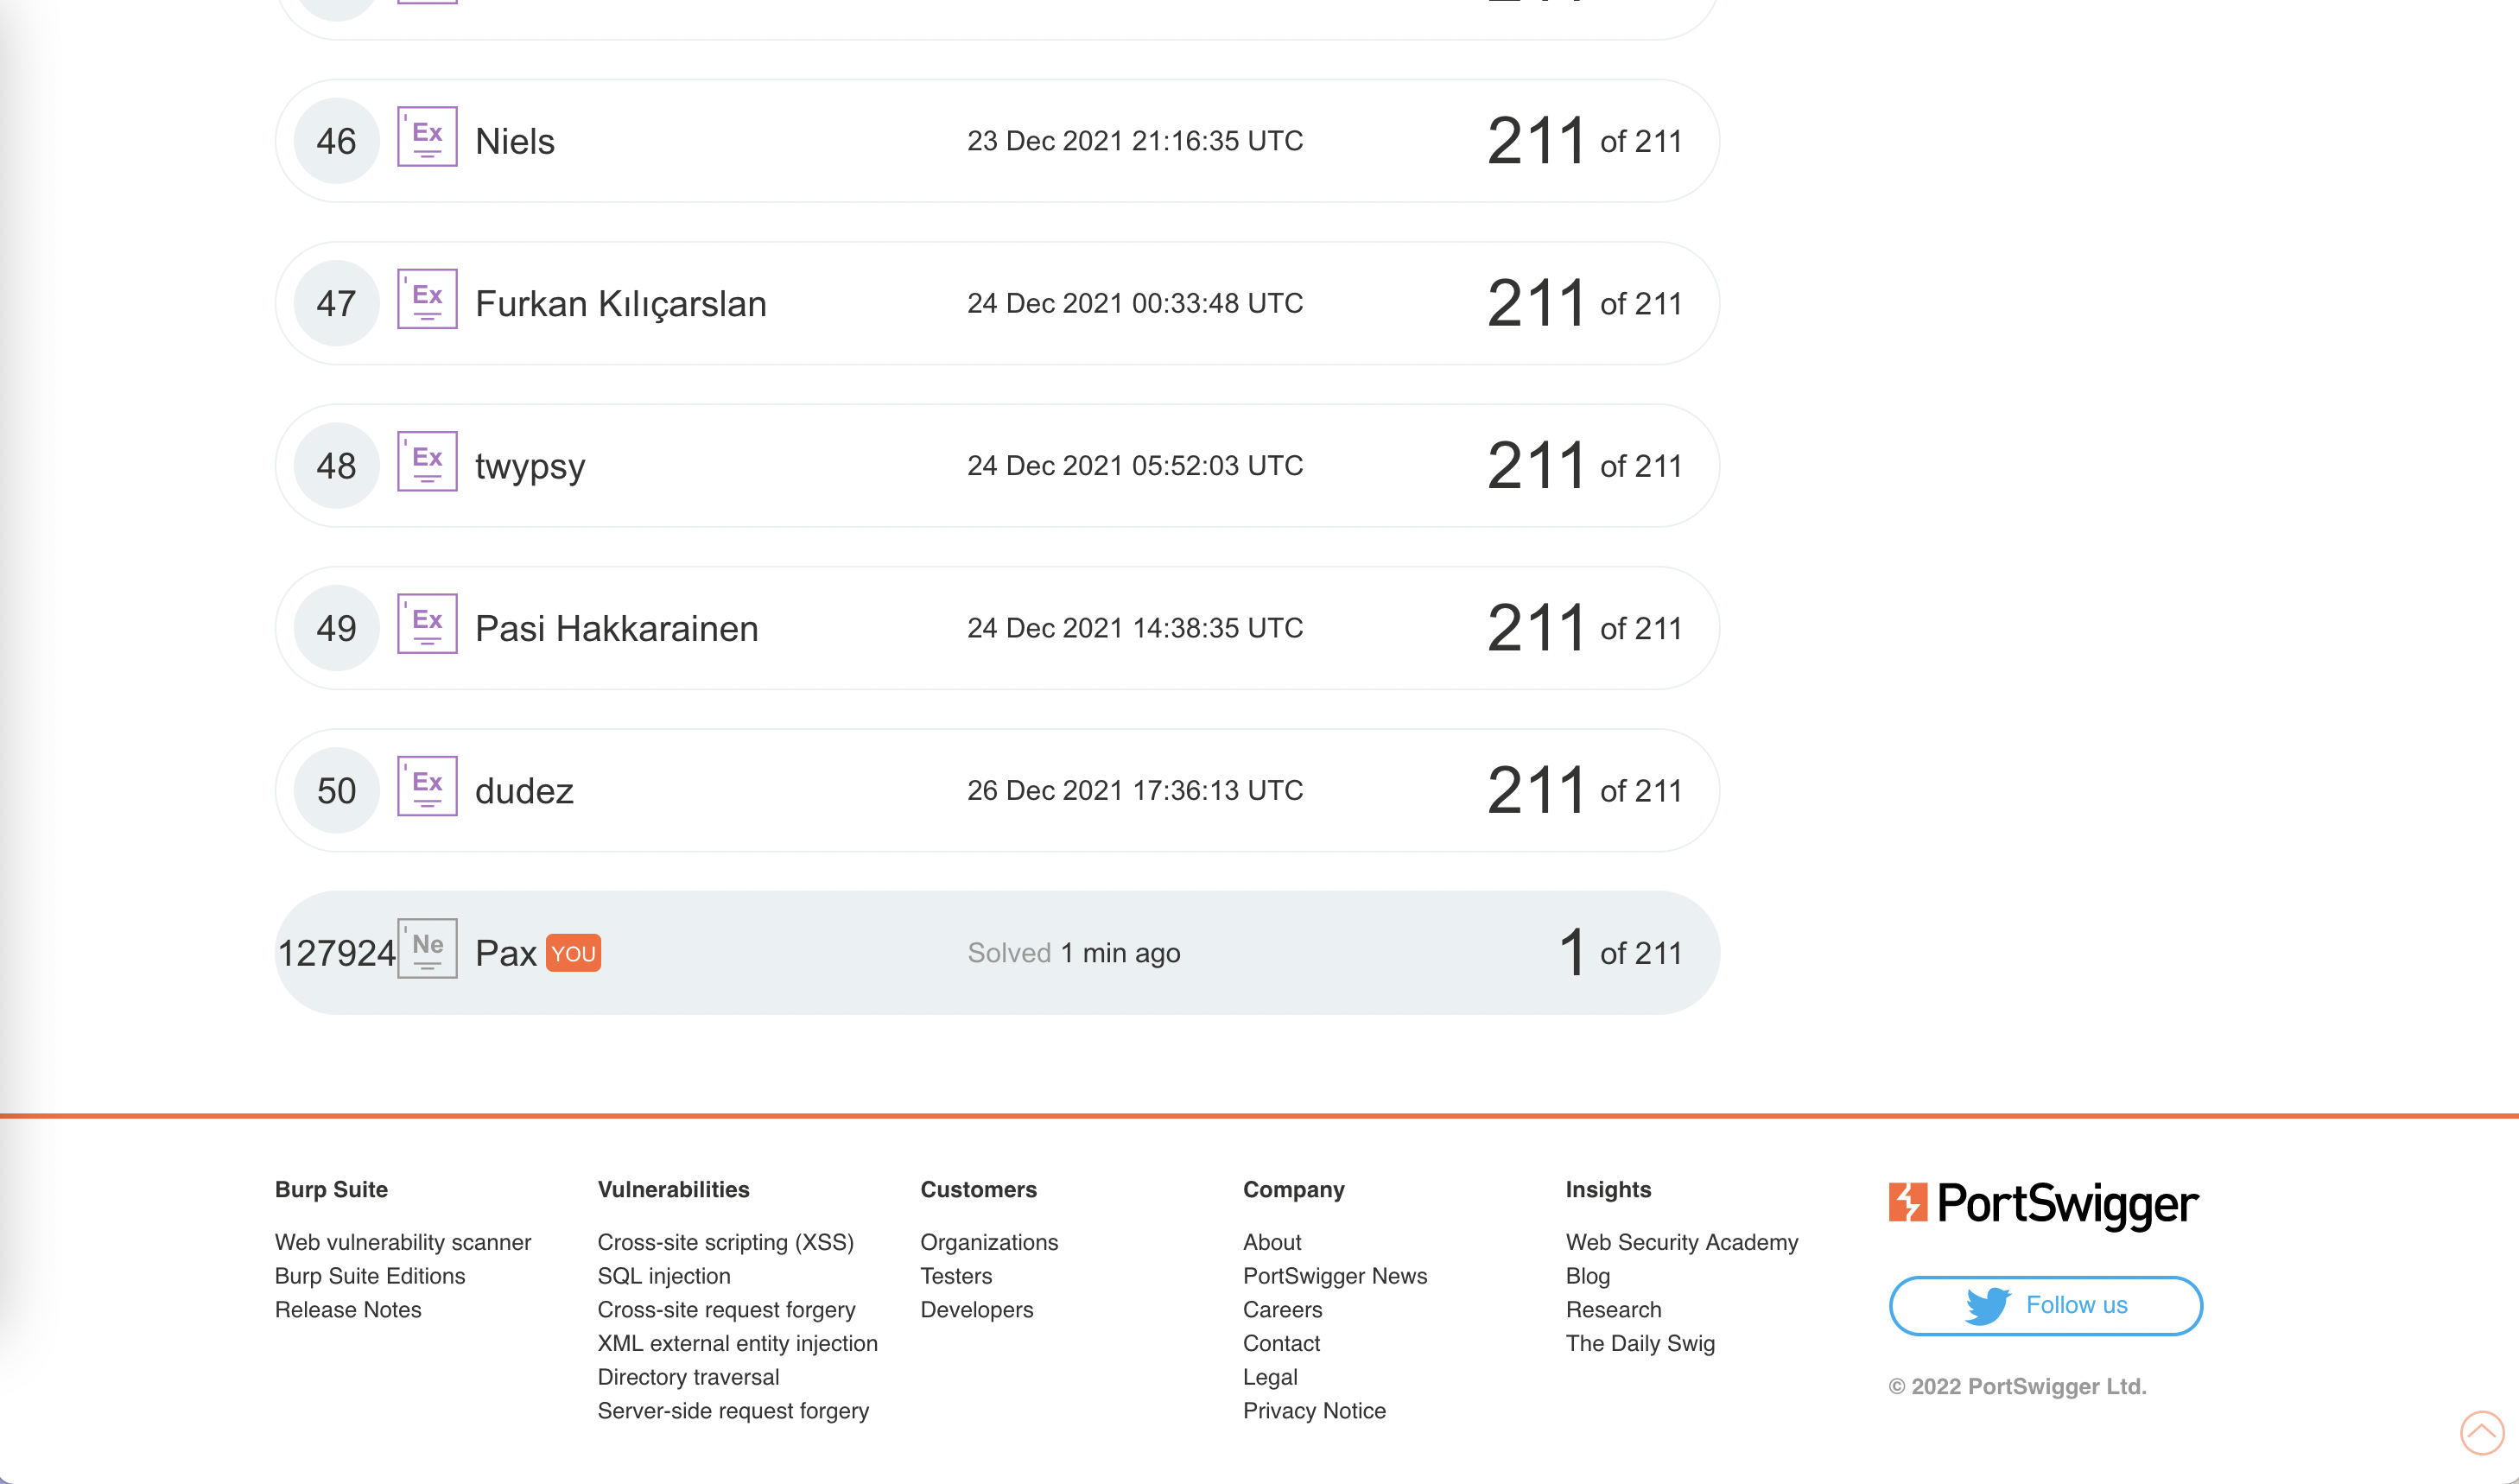 46 Ex Niels 23 Dec 2021 21:16:35 UTC 211 of 211
47 Ex Furkan Kılıçarslan 24 Dec 2021 00:33:48 UTC 211 of 211
48 Ex twypsy 24 Dec 2021 05:52:03 UTC 211 of 211
49 Ex Pasi Hakkarainen 24 Dec 2021 14:38:35 UTC 211 of 211
50 Ex dudez 26 Dec 2021 17:36:13 UTC 211 of 211
127924 Ne Pax YOU Solved 1 min ago 1 of 211
Burp Suite
Web vulnerability scanner
Burp Suite Editions
Release Notes
Vulnerabilities
Cross-site scripting (XSS)
SQL injection
Cross-site request forgery
XML external entity injection
Directory traversal
Server-side request forgery
Customers
Organizations
Testers
Developers
Company
About
PortSwigger News
Careers
Contact
Legal
Privacy Notice
Insights
Web Security Academy
Blog
Research
The Daily Swig
PortSwigger
Follow us
© 2022 PortSwigger Ltd.